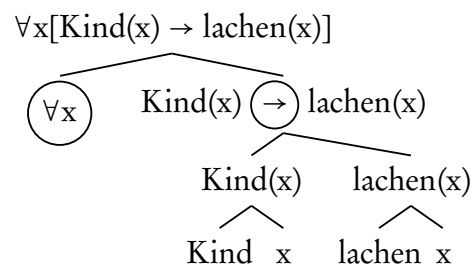 ∀x[Kind(x) → lachen(x)]
∀x Kind(x) → lachen(x)
Kind(x) lachen(x)
Kind x lachen x